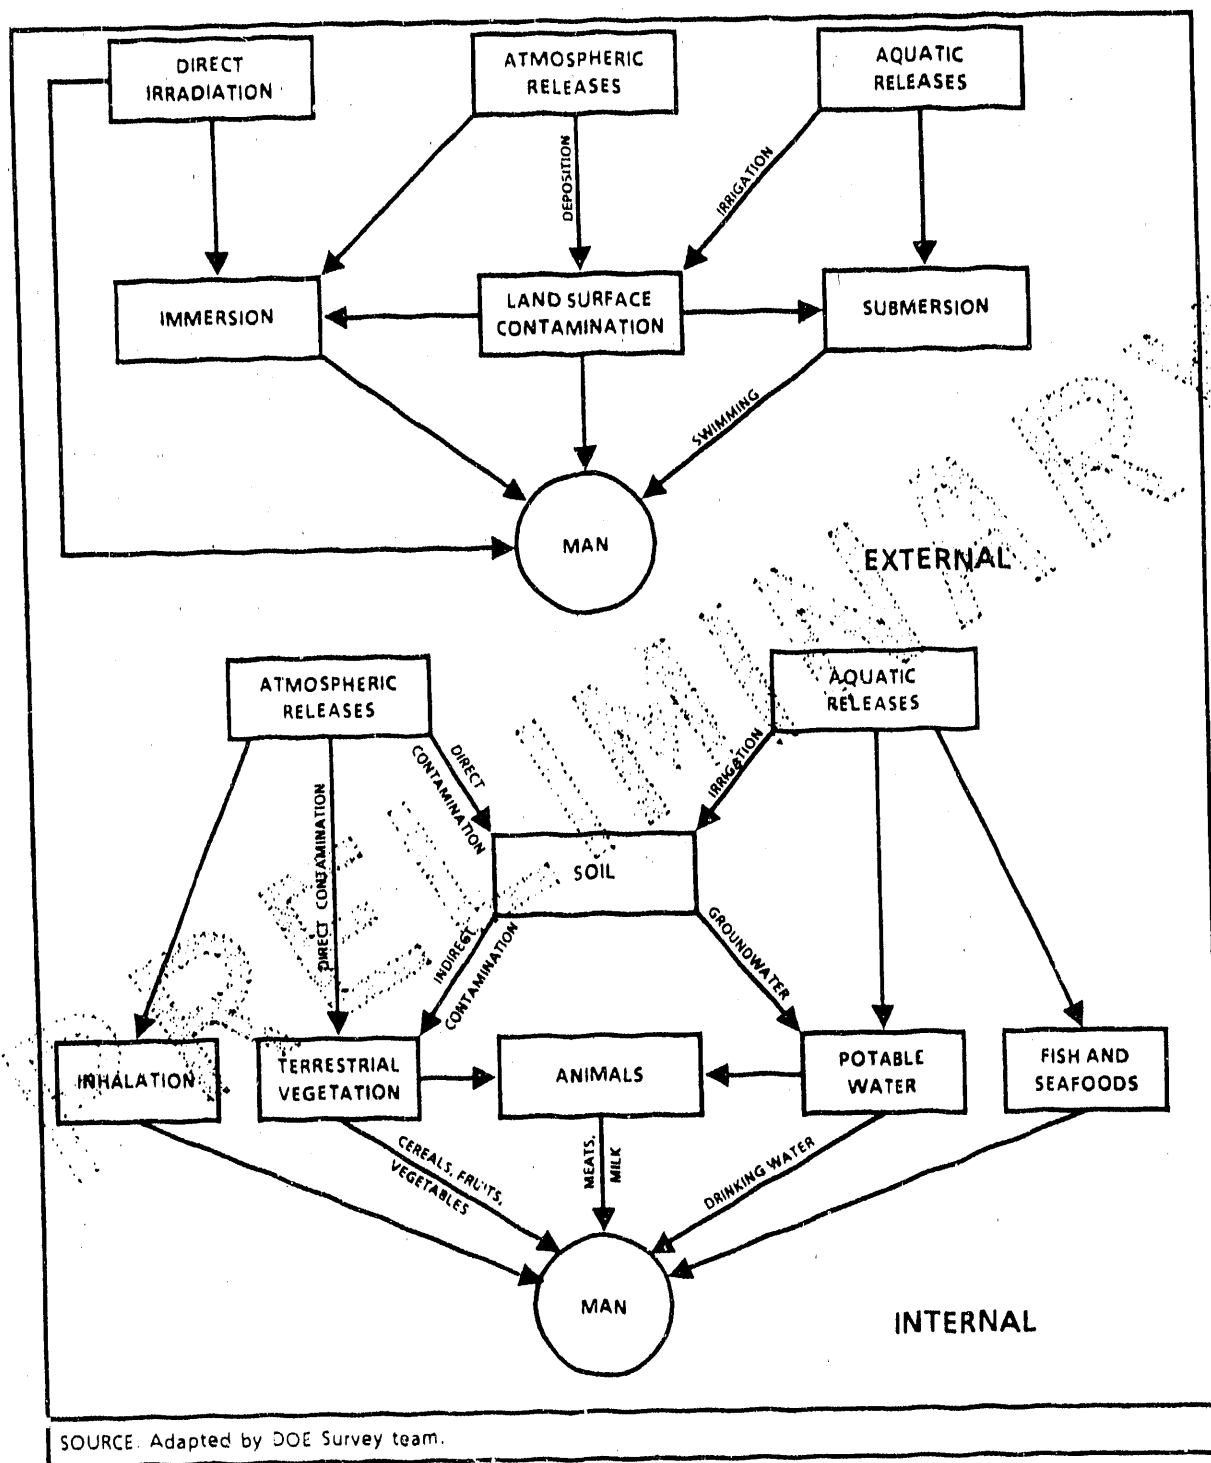 DIRECT
IRRADIATION
ATMOSPHERIC
RELEASES
AQUATIC
RELEASES
DEPOSITION
IRRIGATION
IMMERSION
LAND SURFACE
CONTAMINATION
SUBMERSION
SWIMMING
MAN
EXTERNAL
PRELIMINARY
ATMOSPHERIC
RELEASES
AQUATIC
RELEASES
DIRECT
CONTAMINATION
DIRECT CONTAMINATION
IRRIGATION
SOIL
INDIRECT
CONTAMINATION
GROUNDWATER
INHALATION
TERRESTRIAL
VEGETATION
ANIMALS
POTABLE
WATER
FISH AND
SEAFOODS
CEREALS, FRUITS,
VEGETABLES
MEATS,
MILK
DRINKING WATER
MAN
INTERNAL
SOURCE. Adapted by DOE Survey team.